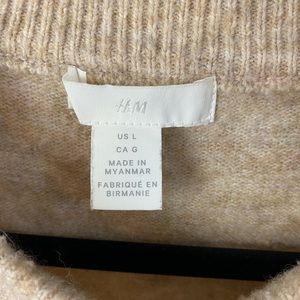 H&M
US L
CA G
MADE IN
MYANMAR
FABRIQUÉ EN
BIRMANIE